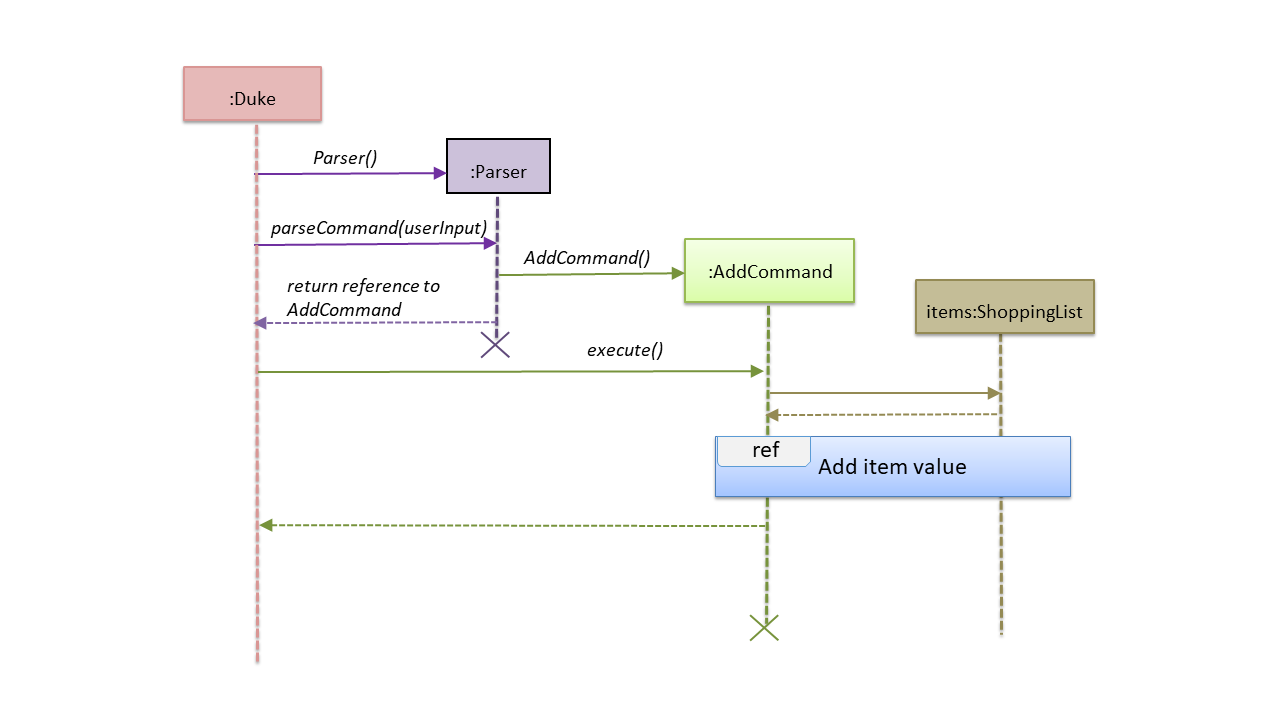 :Duke
Parser()
:Parser
parseCommand(userInput)
AddCommand()
:AddCommand
return reference to
AddCommand
items:ShoppingList
execute()
ref
Add item value